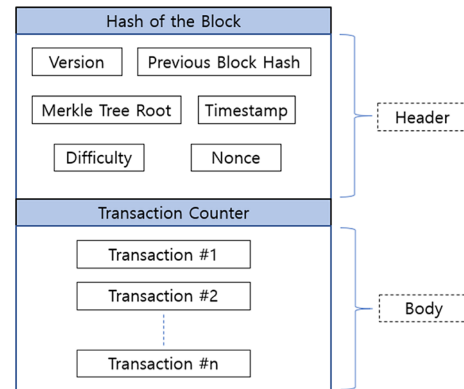 Hash of the Block
Version
Previous Block Hash
Merkle Tree Root
Timestamp
Header
Difficulty
Nonce
Transaction Counter
Transaction #1
Transaction #2
Body
Transaction #n